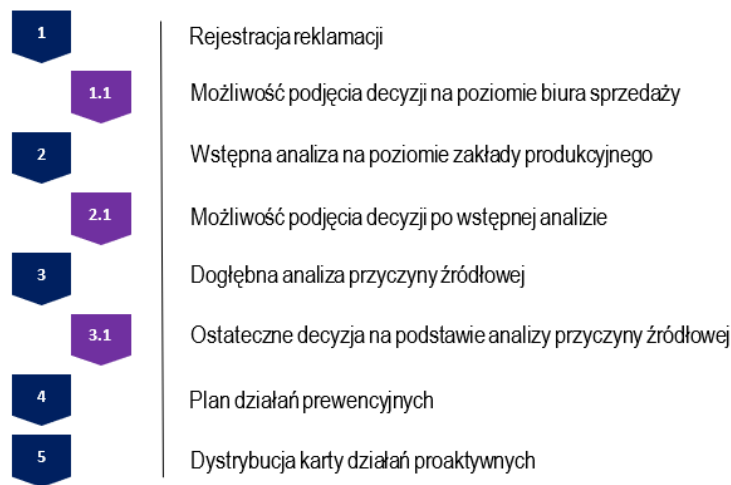 1 Rejestracja reklamacji
1.1 Możliwość podjęcia decyzji na poziomie biura sprzedaży
2 Wstępna analiza na poziomie zakłady produkcyjnego
2.1 Możliwość podjęcia decyzji po wstępnej analizie
3 Dogłębna analiza przyczyny źródłowej
3.1 Ostateczne decyzja na podstawie analizy przyczyny źródłowej
4 Plan działań prewencyjnych
5 Dystrybucja karty działań proaktywnych